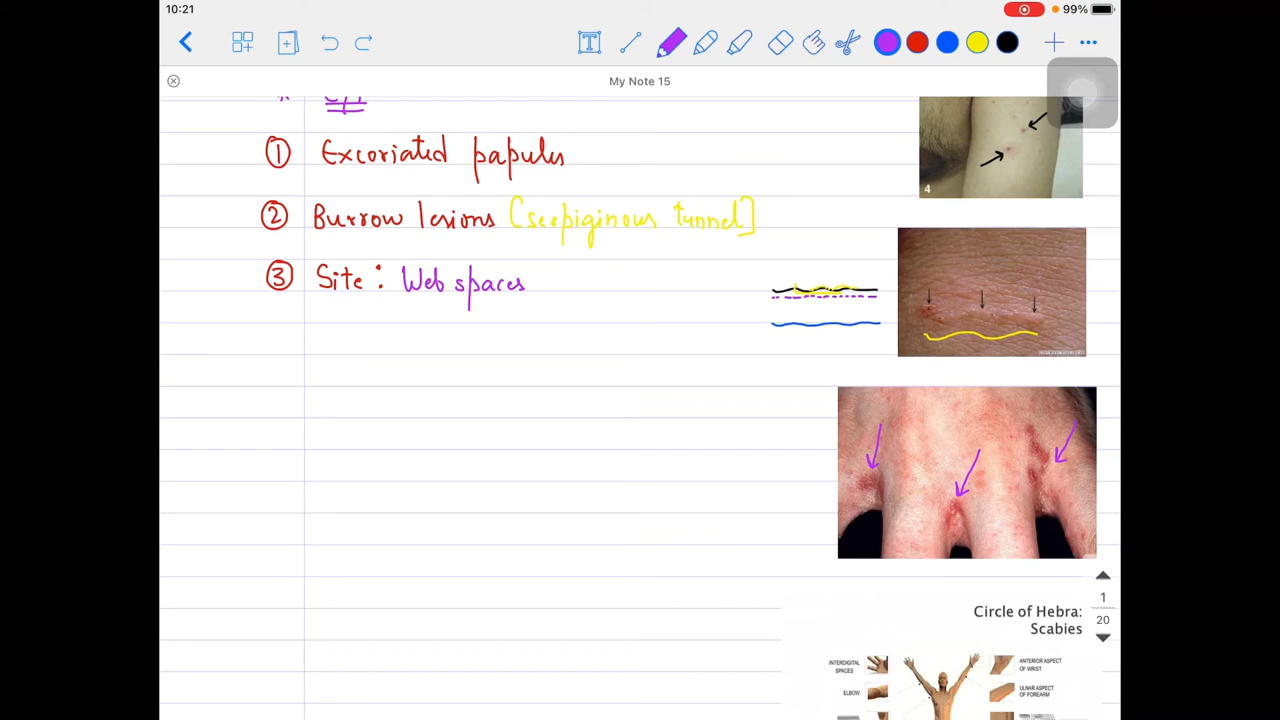 10:21
99%
My Note 15
① Excoriated papules
4
② Burrow lesions [serpiginous tunnel]
③ Site : Web spaces
1
20
Circle of Hebra:
Scabies
INTERDIGITAL
SPACES
ANTERIOR ASPECT
OF WRIST
ELBOW
ULNAR ASPECT
OF FOREARM